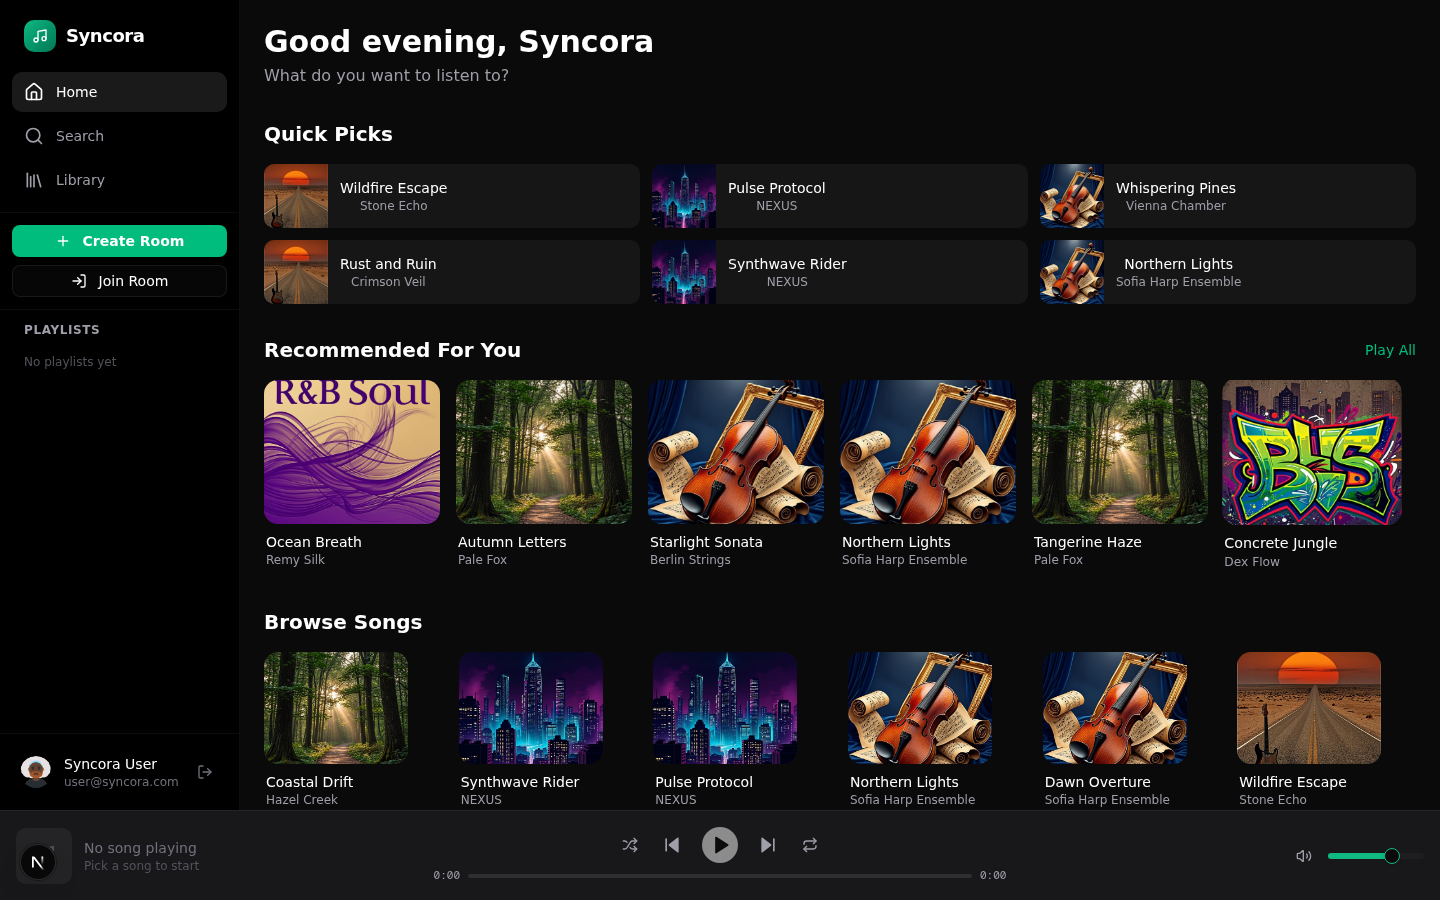 Syncora
Home
Search
Library
Create Room
Join Room
PLAYLISTS
No playlists yet
Syncora User
user@syncora.com
Good evening, Syncora
What do you want to listen to?
Quick Picks
Wildfire Escape
Stone Echo
Pulse Protocol
NEXUS
Whispering Pines
Vienna Chamber
Rust and Ruin
Crimson Veil
Synthwave Rider
NEXUS
Northern Lights
Sofia Harp Ensemble
Recommended For You
Play All
R&B Soul
Ocean Breath
Remy Silk
Autumn Letters
Pale Fox
Starlight Sonata
Berlin Strings
Northern Lights
Sofia Harp Ensemble
Tangerine Haze
Pale Fox
Concrete Jungle
Dex Flow
Browse Songs
Coastal Drift
Hazel Creek
Synthwave Rider
NEXUS
Pulse Protocol
NEXUS
Northern Lights
Sofia Harp Ensemble
Dawn Overture
Sofia Harp Ensemble
Wildfire Escape
Stone Echo
N
No song playing
Pick a song to start
0:00
0:00